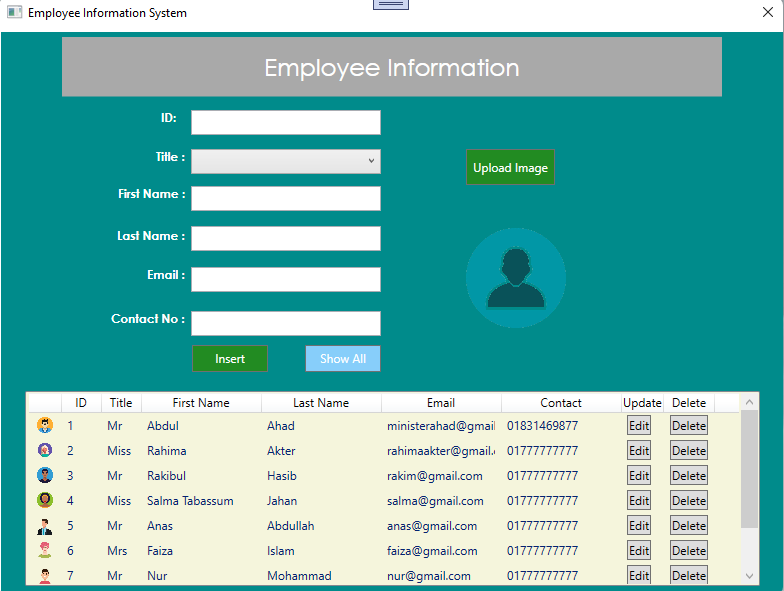 Employee Information System
Employee Information
ID:
Title :
Upload Image
First Name :
Last Name :
Email :
Contact No :
Insert Show All
ID Title First Name Last Name Email Contact Update Delete
1 Mr Abdul Ahad ministerahad@gmail 01831469877 Edit Delete
2 Miss Rahima Akter rahimaakter@gmail. 01777777777 Edit Delete
3 Mr Rakibul Hasib rakim@gmail.com 01777777777 Edit Delete
4 Miss Salma Tabassum Jahan salma@gmail.com 01777777777 Edit Delete
5 Mr Anas Abdullah anas@gmail.com 01777777777 Edit Delete
6 Mrs Faiza Islam faiza@gmail.com 01777777777 Edit Delete
7 Mr Nur Mohammad nur@gmail.com 01777777777 Edit Delete